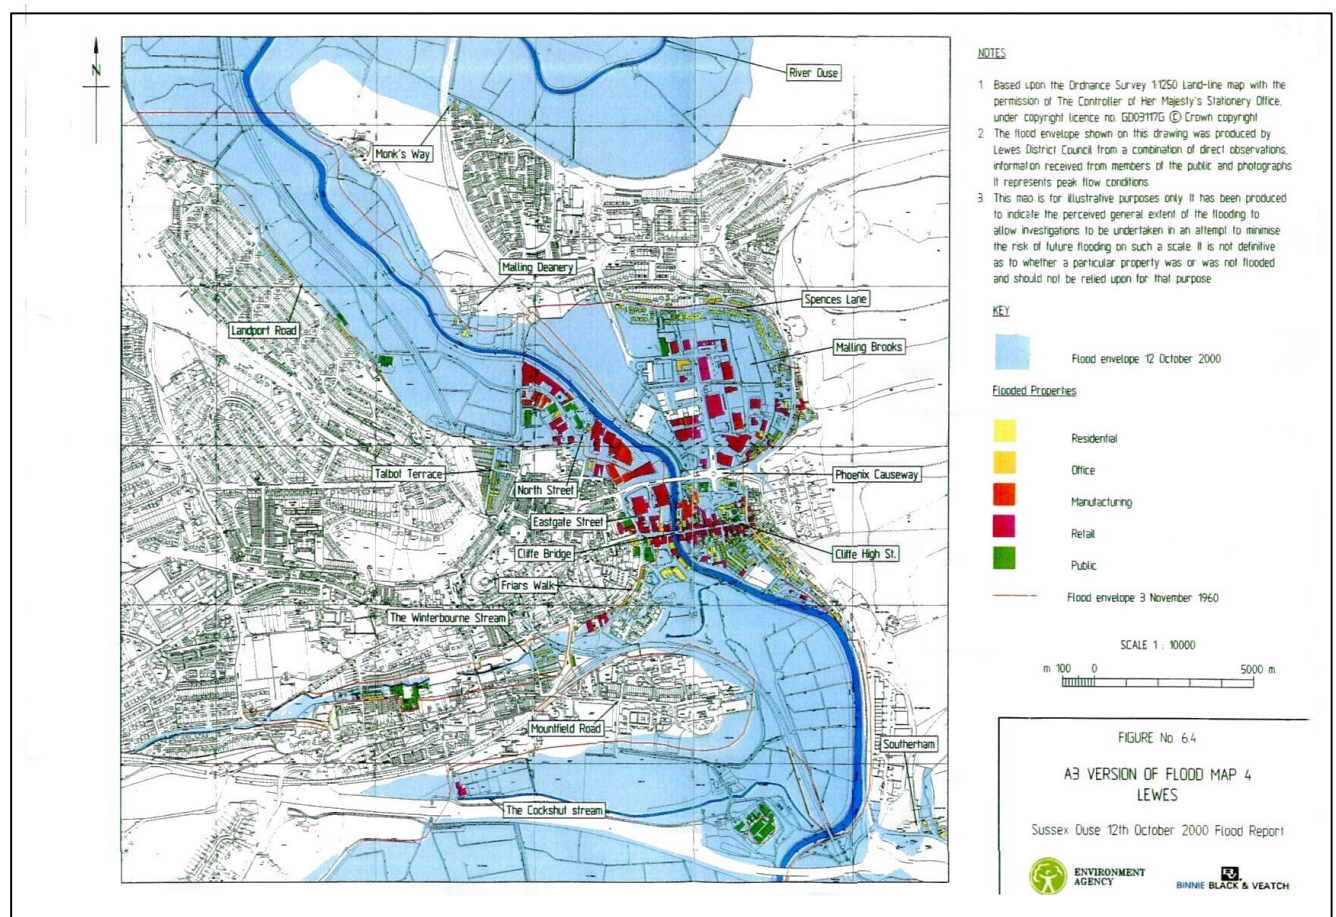 N
River Ouse
Monk's Way
Malling Deanery
Spences Lane
Landport Road
Malling Brooks
Talbot Terrace
North Street
Phoenix Causeway
Eastgate Street
Cliffe Bridge
Cliffe High St.
Friars Walk
The Winterbourne Stream
Mountfield Road
Southerham
The Cockshut stream
NOTES
1 Based upon the Ordnance Survey 1:1250 Land-line map with the
permission of The Controller of Her Majesty's Stationery Office,
under copyright licence no. GD03117G © Crown copyright
2 The flood envelope shown on this drawing was produced by
Lewes District Council from a combination of direct observations,
information received from members of the public and photographs
It represents peak flow conditions
3. This map is for illustrative purposes only It has been produced
to indicate the perceived general extent of the flooding to
allow investigations to be undertaken in an attempt to minimise
the risk of future flooding on such a scale. It is not definitive
as to whether a particular property was or was not flooded
and should not be relied upon for that purpose
KEY
Flood envelope 12 October 2000
Flooded Properties
Residential
Office
Manufacturing
Retail
Public
Flood envelope 3 November 1960
SCALE 1 : 10000
m 100 0 5000 m
FIGURE No. 6.4
A3 VERSION OF FLOOD MAP 4
LEWES
Sussex Ouse 12th October 2000 Flood Report
ENVIRONMENT
AGENCY
BINNIE BLACK & VEATCH